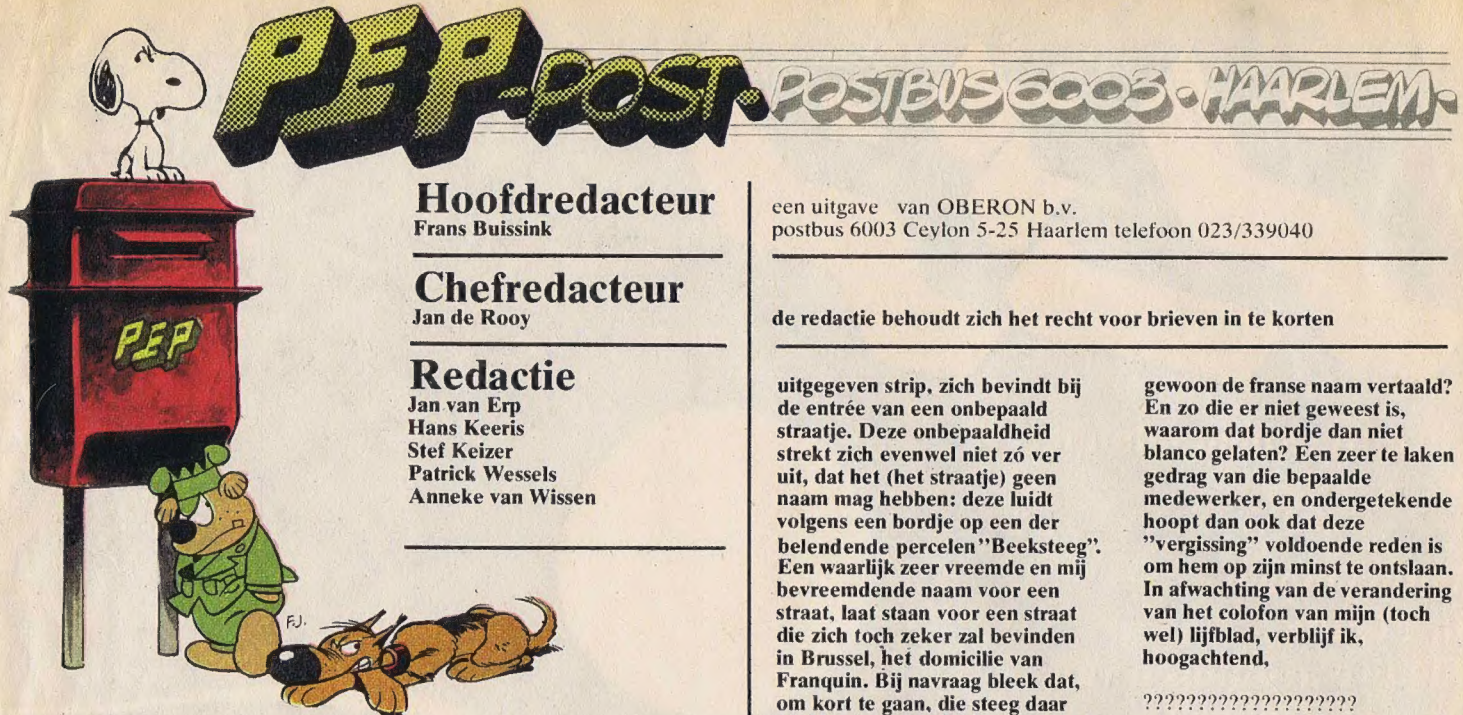 PEP-POST·POSTBUS 6003·HAARLEM·
PEP
F.J.
Hoofdredacteur
Frans Buissink
Chefredacteur
Jan de Rooy
Redactie
Jan van Erp
Hans Keeris
Stef Keizer
Patrick Wessels
Anneke van Wissen
een uitgave van OBERON b.v.
postbus 6003 Ceylon 5-25 Haarlem telefoon 023/339040
de redactie behoudt zich het recht voor brieven in te korten
uitgegeven strip, zich bevindt bij
de entrée van een onbepaald
straatje. Deze onbepaaldheid
strekt zich evenwel niet zó ver
uit, dat het (het straatje) geen
naam mag hebben: deze luidt
volgens een bordje op een der
belendende percelen "Beeksteeg".
Een waarlijk zeer vreemde en mij
bevreemdende naam voor een
straat, laat staan voor een straat
die zich toch zeker zal bevinden
in Brussel, het domicilie van
Franquin. Bij navraag bleek dat,
om kort te gaan, die steeg daar
gewoon de franse naam vertaald?
En zo die er niet geweest is,
waarom dat bordje dan niet
blanco gelaten? Een zeer te laken
gedrag van die bepaalde
medewerker, en ondergetekende
hoopt dan ook dat deze
"vergissing" voldoende reden is
om hem op zijn minst te ontslaan.
In afwachting van de verandering
van het colofon van mijn (toch
wel) lijfblad, verblijf ik,
hoogachtend,
???????????????????